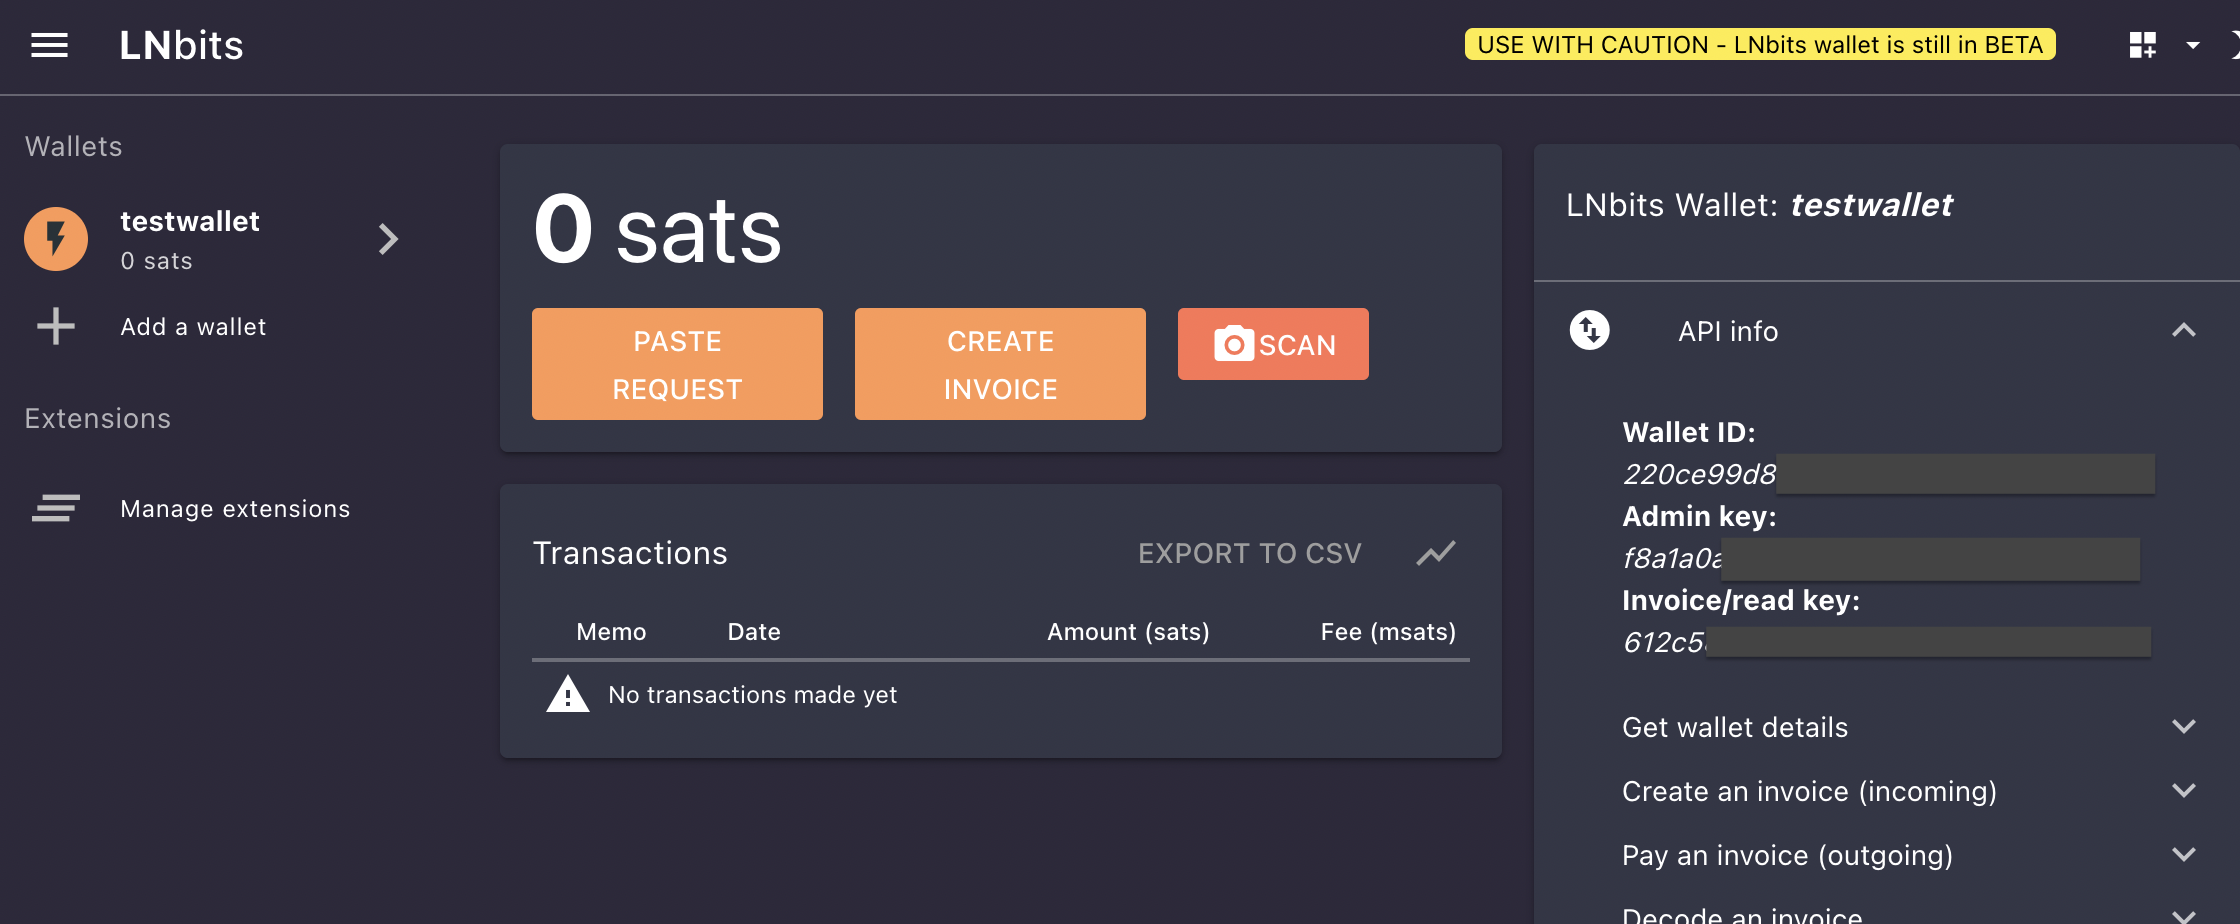 LNbits
USE WITH CAUTION - LNbits wallet is still in BETA
Wallets
testwallet
0 sats
Add a wallet
Extensions
Manage extensions
0 sats
PASTE
REQUEST
CREATE
INVOICE
SCAN
Transactions
EXPORT TO CSV
Memo Date Amount (sats) Fee (msats)
No transactions made yet
LNbits Wallet: testwallet
API info
Wallet ID:
220ce99d8
Admin key:
f8a1a0a
Invoice/read key:
612c5
Get wallet details
Create an invoice (incoming)
Pay an invoice (outgoing)
Decode an invoice